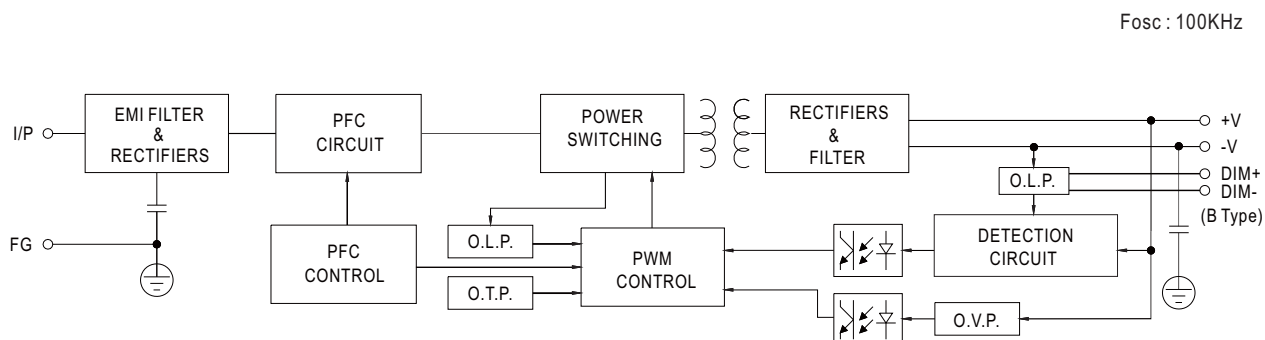 Fosc : 100KHz
I/P
EMI FILTER
&
RECTIFIERS
PFC
CIRCUIT
POWER
SWITCHING
RECTIFIERS
&
FILTER
+V
-V
DIM+
DIM-
(B Type)
O.L.P.
FG
PFC
CONTROL
O.L.P.
O.T.P.
PWM
CONTROL
DETECTION
CIRCUIT
O.V.P.